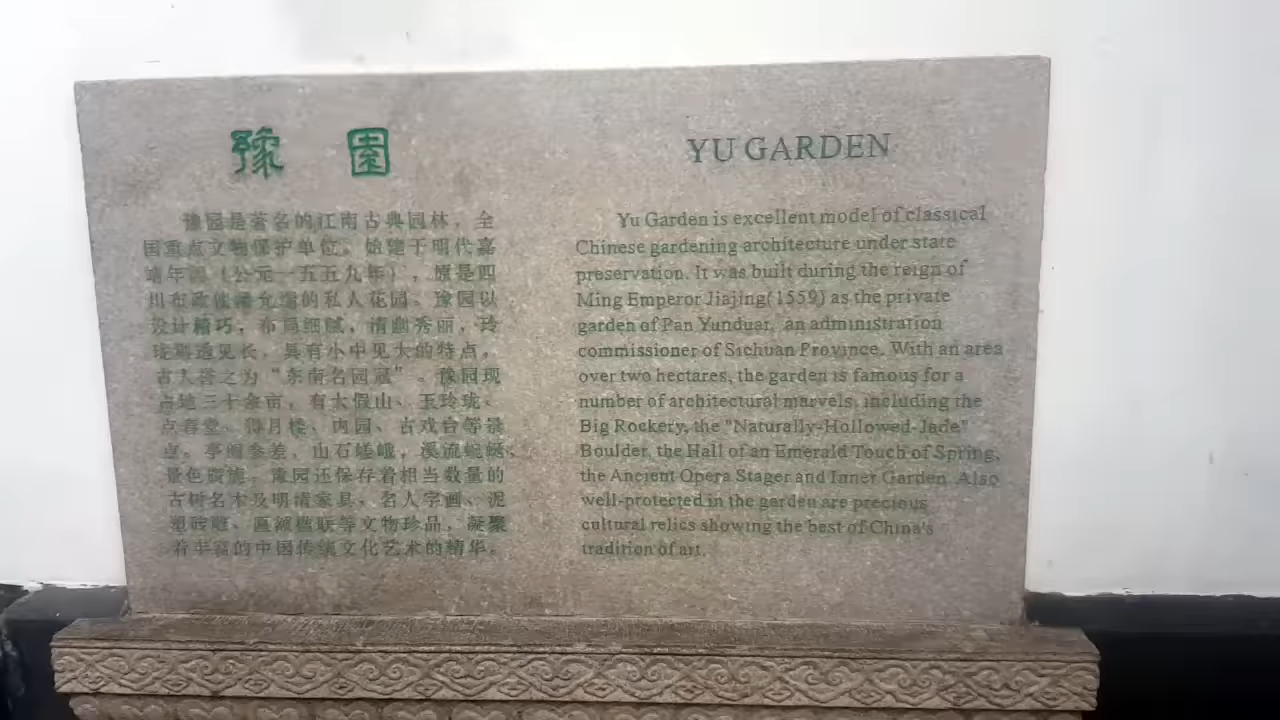 豫 園
豫园是著名的江南古典园林，全
国重点文物保护单位。始建于明代嘉
靖年间（公元一五五九年），原是四
川布政使潘允端的私人花园。豫园以
设计精巧，布局细腻，清幽秀丽，玲
珑剔透见长，具有小中见大的特点，
古人誉之为“东南名园冠”。豫园现
占地三十余亩，有大假山、玉玲珑、
点春堂、得月楼、内园、古戏台等景
点。亭阁参差，山石嵯峨，溪流蜿蜒，
景色旖旎。豫园还保存着相当数量的
古树名木及明清家具，名人字画、泥
塑砖雕、匾额楹联等文物珍品，凝聚
着丰富的中国传统文化艺术的精华。
YU GARDEN
Yu Garden is excellent model of classical
Chinese gardening architecture under state
preservation. It was built during the reign of
Ming Emperor Jiajing(1559) as the private
garden of Pan Yunduan, an administration
commissioner of Sichuan Province. With an area
over two hectares, the garden is famous for a
number of architectural marvels, including the
Big Rockery, the "Naturally-Hollowed-Jade"
Boulder, the Hall of an Emerald Touch of Spring,
the Ancient Opera Stager and Inner Garden. Also
well-protected in the garden are precious
cultural relics showing the best of China's
tradition of art.